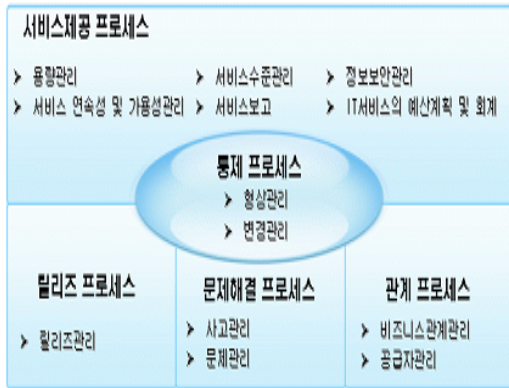 서비스제공 프로세스
➤ 용량관리 ➤ 서비스수준관리 ➤ 정보보안관리
➤ 서비스 연속성 및 가용성관리 ➤ 서비스보고 ➤ IT서비스의 예산계획 및 회계
통제 프로세스
➤ 형상관리
➤ 변경관리
릴리즈 프로세스
➤ 릴리즈관리
문제해결 프로세스
➤ 사고관리
➤ 문제관리
관계 프로세스
➤ 비즈니스관계관리
➤ 공급자관리